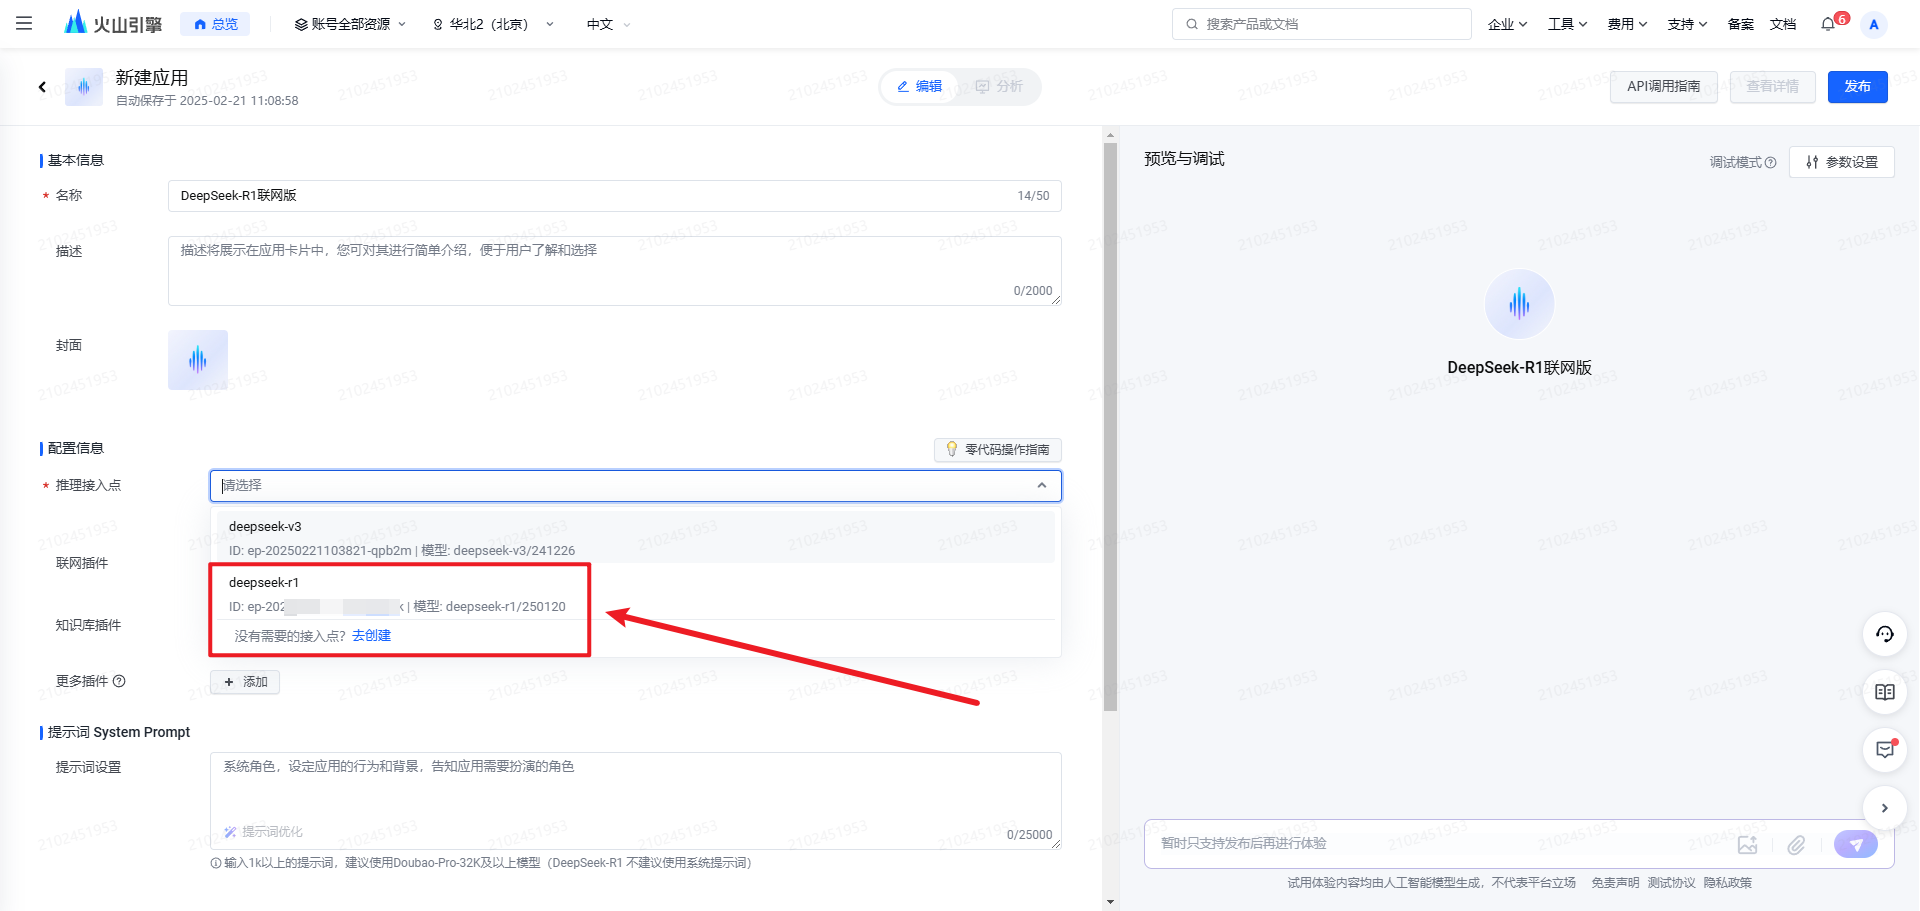 火山引擎
总览
账号全部资源
华北2（北京）
中文
搜索产品或文档
企业
工具
费用
支持
备案
文档
6
A
新建应用
自动保存于 2025-02-21 11:08:58
编辑
分析
API调用指南
查看详情
发布
基本信息
* 名称
DeepSeek-R1联网版
14/50
描述
描述将展示在应用卡片中，您可对其进行简单介绍，便于用户了解和选择
0/2000
封面
配置信息
零代码操作指南
* 推理接入点
请选择
deepseek-v3
ID: ep-20250221103821-qpb2m | 模型: deepseek-v3/241226
联网插件
deepseek-r1
ID: ep-202 k | 模型: deepseek-r1/250120
知识库插件
没有需要的接入点？ 去创建
更多插件
+ 添加
提示词 System Prompt
提示词设置
系统角色，设定应用的行为和背景，告知应用需要扮演的角色
提示词优化
0/25000
输入1k以上的提示词，建议使用Doubao-Pro-32K及以上模型（DeepSeek-R1 不建议使用系统提示词）
预览与调试
调试模式
参数设置
DeepSeek-R1联网版
暂时只支持发布后再进行体验
试用体验内容均由人工智能模型生成，不代表平台立场 免责声明 测试协议 隐私政策
2102451953